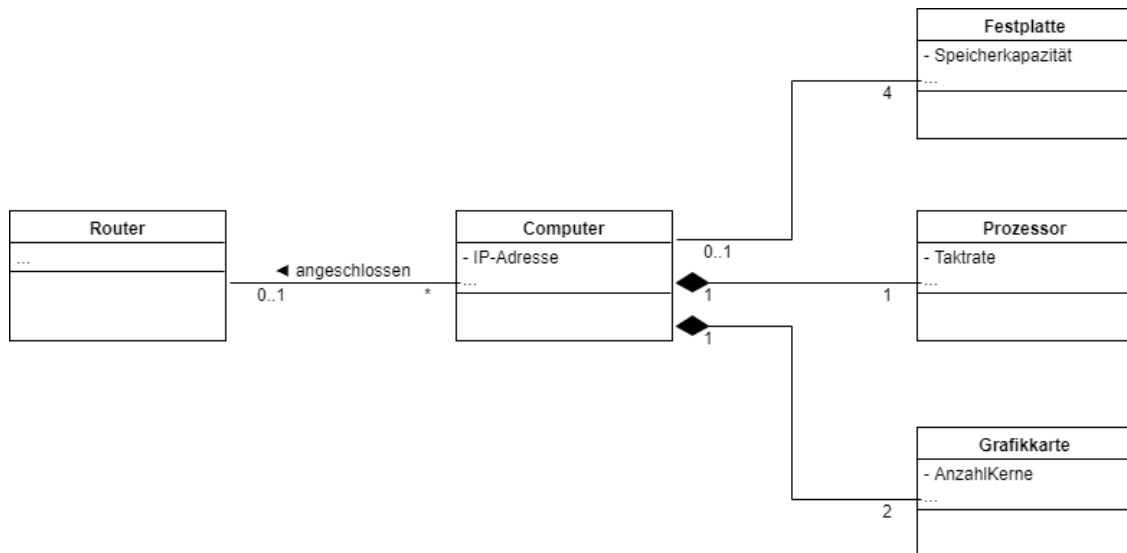 Festplatte
- Speicherkapazität
...
4
Router
...
◄ angeschlossen
0..1
*
Computer
- IP-Adresse
...
0..1
1
1
Prozessor
- Taktrate
...
1
Grafikkarte
- AnzahlKerne
...
2